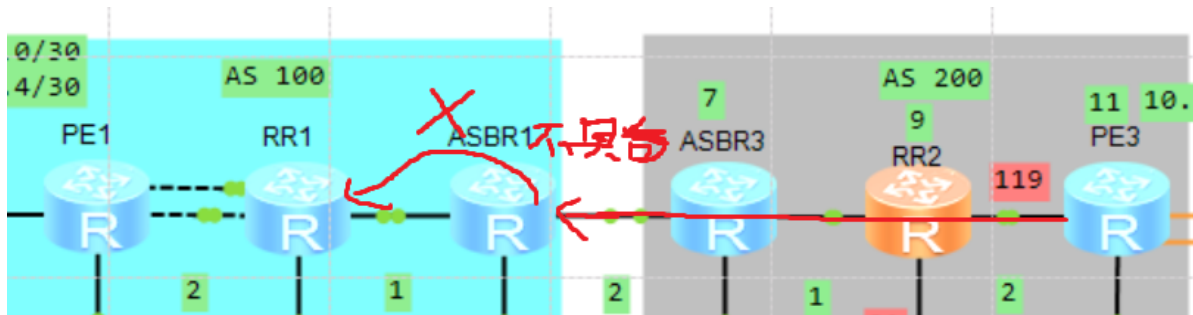 .0/30
.4/30
AS 100
PE1
RR1
ASBR1
不具备
7
ASBR3
AS 200
9
RR2
119
11
10.
PE3
R
R
R
R
R
R
2
1
2
1
2